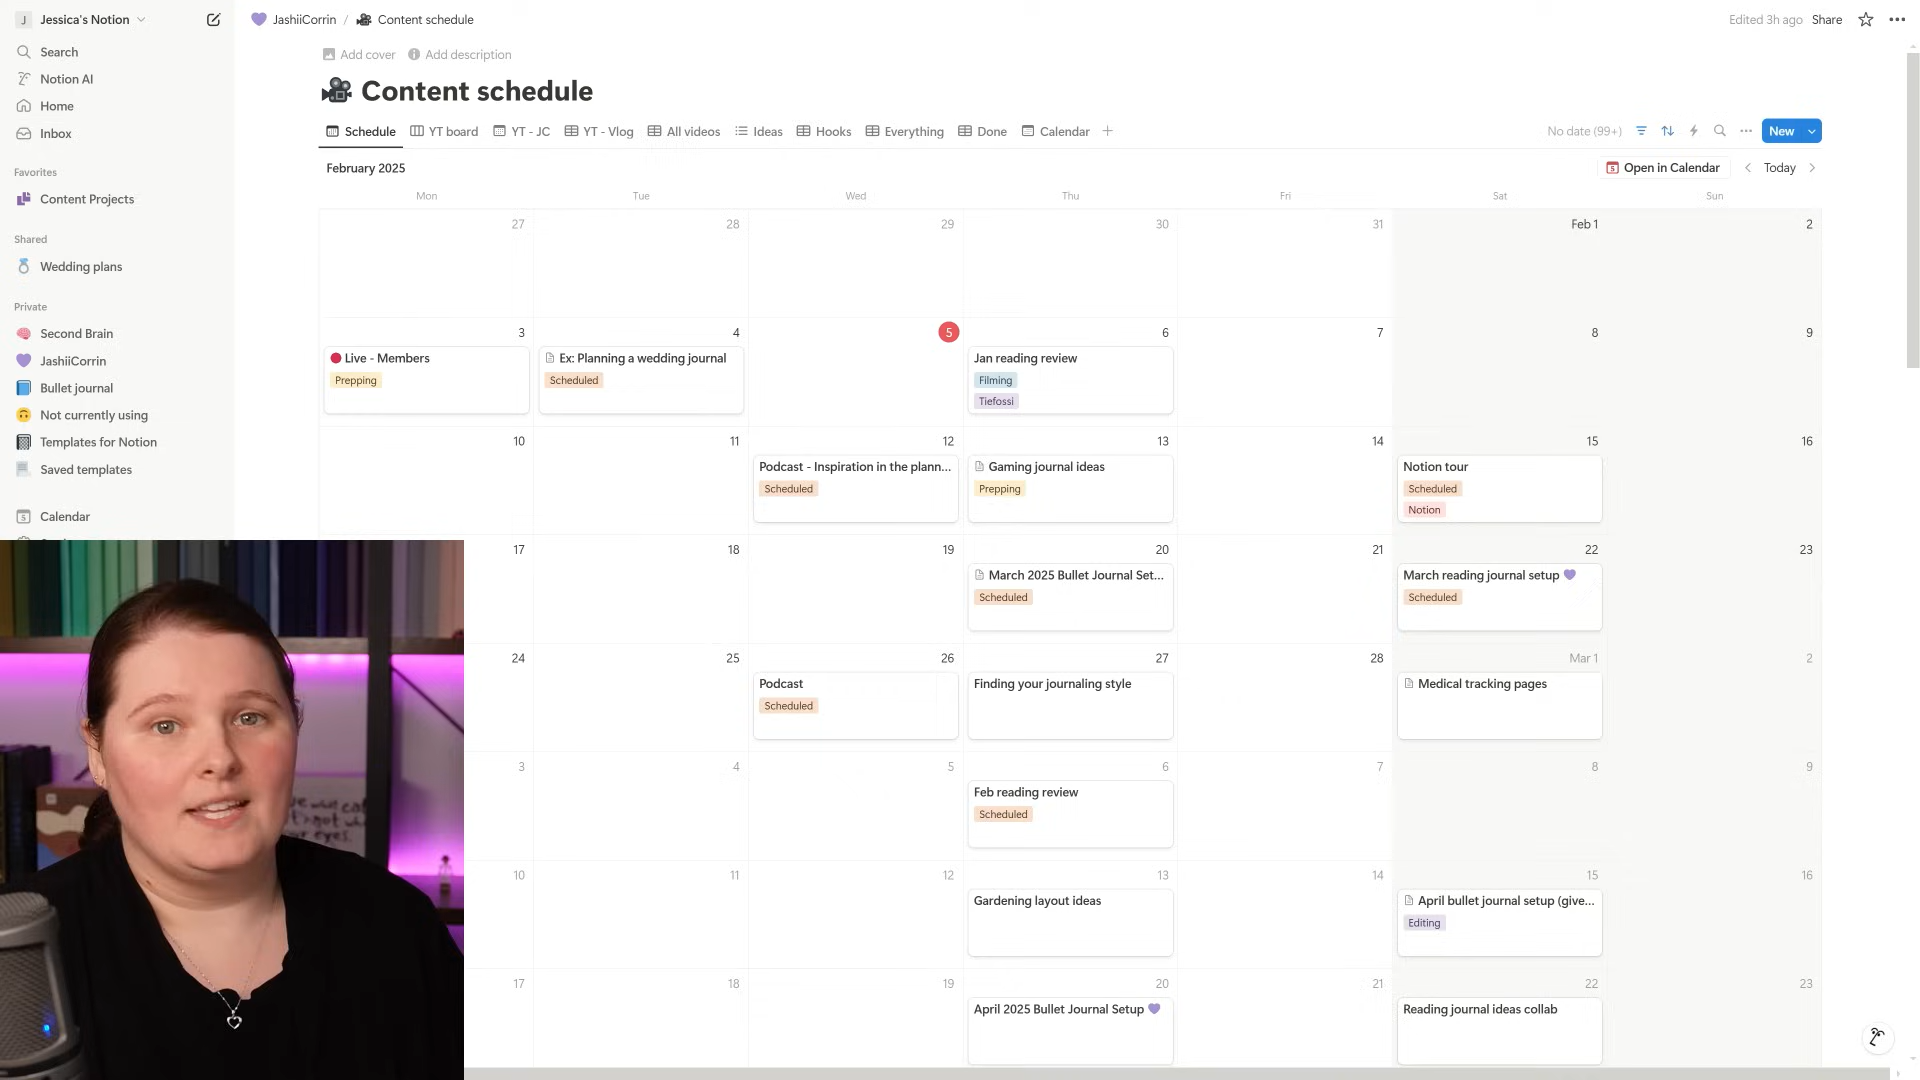 J Jessica's Notion
JashiiCorrin / Content schedule
Edited 3h ago Share
Search
Notion AI
Home
Inbox
Favorites
Content Projects
Shared
Wedding plans
Private
Second Brain
JashiiCorrin
Bullet journal
Not currently using
Templates for Notion
Saved templates
Calendar
Add cover Add description
Content schedule
Schedule YT board YT - JC YT - Vlog All videos Ideas Hooks Everything Done Calendar
No date (99+) New
February 2025
Open in Calendar Today
Mon Tue Wed Thu Fri Sat Sun
27 28 29 30 31 Feb 1 2
3 4 5 6 7 8 9
Live - Members
Prepping
Ex: Planning a wedding journal
Scheduled
Jan reading review
Filming
Tiefossi
10 11 12 13 14 15 16
Podcast - Inspiration in the plann...
Scheduled
Gaming journal ideas
Prepping
Notion tour
Scheduled
Notion
17 18 19 20 21 22 23
March 2025 Bullet Journal Set...
Scheduled
March reading journal setup
Scheduled
24 25 26 27 28 Mar 1 2
Podcast
Scheduled
Finding your journaling style
Medical tracking pages
3 4 5 6 7 8 9
Feb reading review
Scheduled
10 11 12 13 14 15 16
Gardening layout ideas
April bullet journal setup (give...
Editing
17 18 19 20 21 22 23
April 2025 Bullet Journal Setup
Reading journal ideas collab